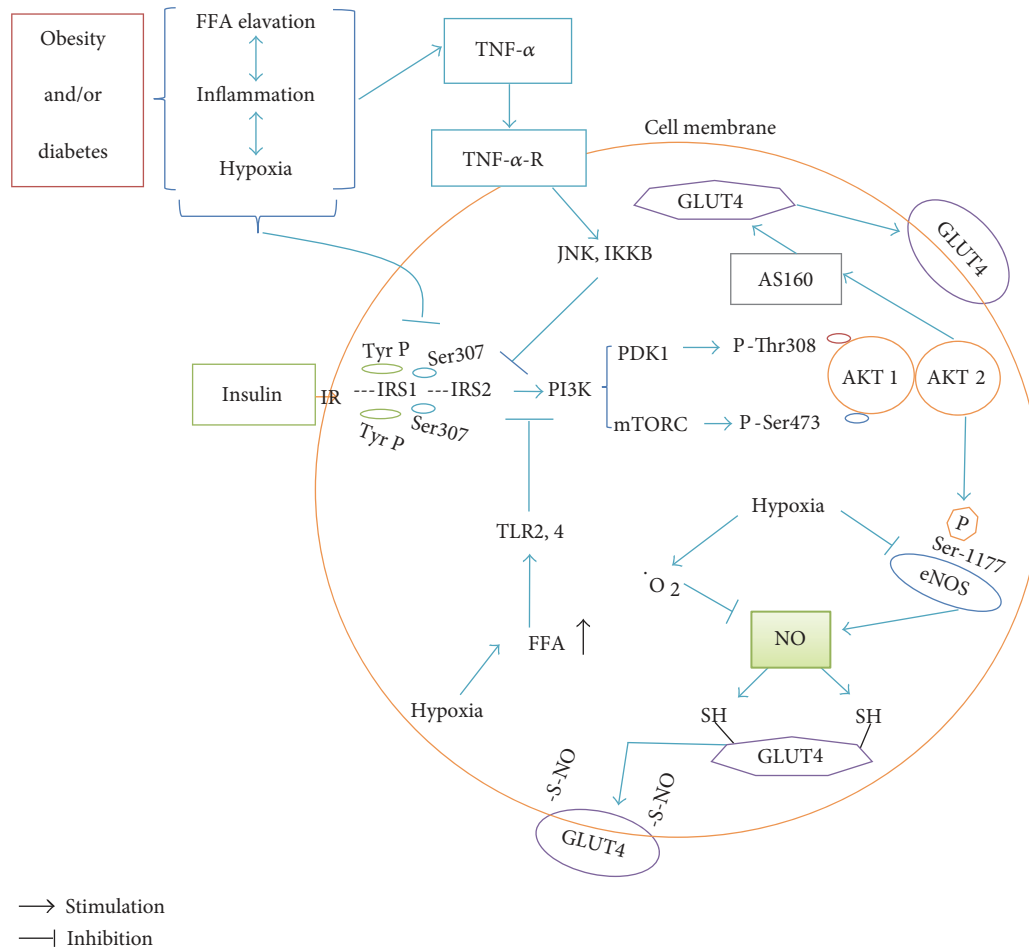 Obesity
and/or
diabetes
FFA elavation
Inflammation
Hypoxia
TNF-α
TNF-α-R
Cell membrane
GLUT4
GLUT4
AS160
JNK, IKKB
Insulin
IR
Tyr P
Ser307
---IRS1
---IRS2
Tyr P
Ser307
PI3K
PDK1
P-Thr308
mTORC
P-Ser473
AKT 1
AKT 2
TLR2, 4
Hypoxia
P
Ser-1177
eNOS
·O 2
FFA
NO
Hypoxia
SH
SH
GLUT4
-S-NO
-S-NO
GLUT4
Stimulation
Inhibition